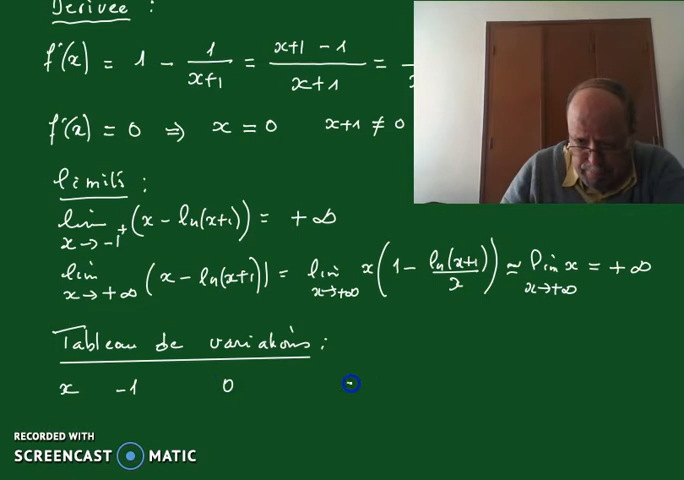 Dérivée :
f'(x) = 1 - 1/(x+1) = (x+1-1)/(x+1) =
f'(x) = 0 ⇒ x = 0 x+1 ≠ 0
limites :
lim x→-1⁺ (x - ln(x+1)) = +∞
lim x→+∞ (x - ln(x+1)) = lim x→+∞ x(1 - ln(x+1)/x) ≃ lim x→+∞ x = +∞
Tableau de variations :
x -1 0
RECORDED WITH
SCREENCAST MATIC